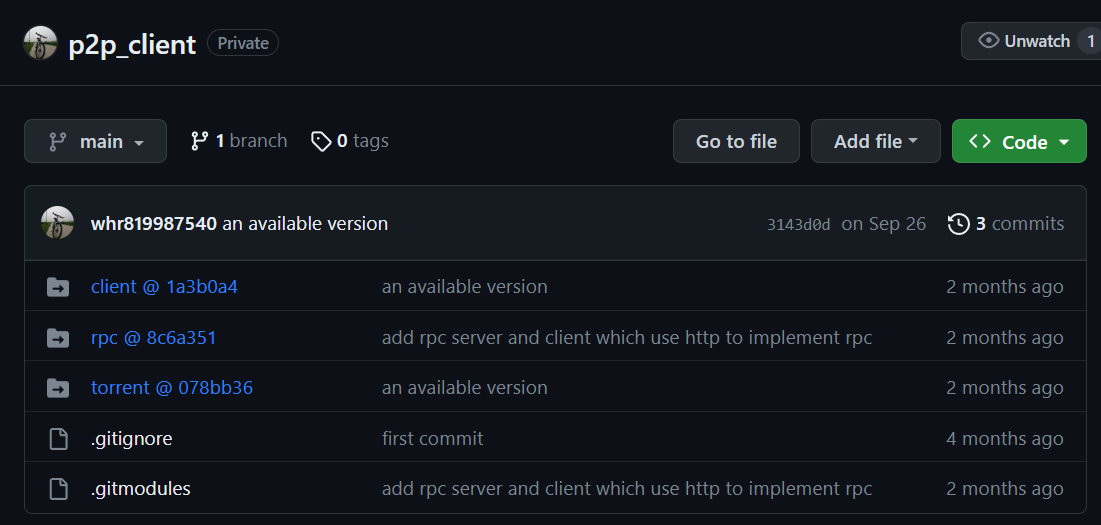 p2p_client Private Unwatch 1
main 1 branch 0 tags Go to file Add file Code
whr819987540 an available version 3143d0d on Sep 26 3 commits
client @ 1a3b0a4 an available version 2 months ago
rpc @ 8c6a351 add rpc server and client which use http to implement rpc 2 months ago
torrent @ 078bb36 an available version 2 months ago
.gitignore first commit 4 months ago
.gitmodules add rpc server and client which use http to implement rpc 2 months ago